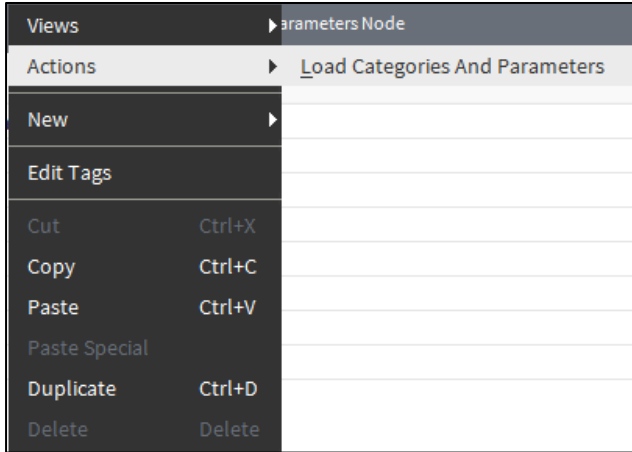 Views arameters Node
Actions Load Categories And Parameters
New
Edit Tags
Cut Ctrl+X
Copy Ctrl+C
Paste Ctrl+V
Paste Special
Duplicate Ctrl+D
Delete Delete